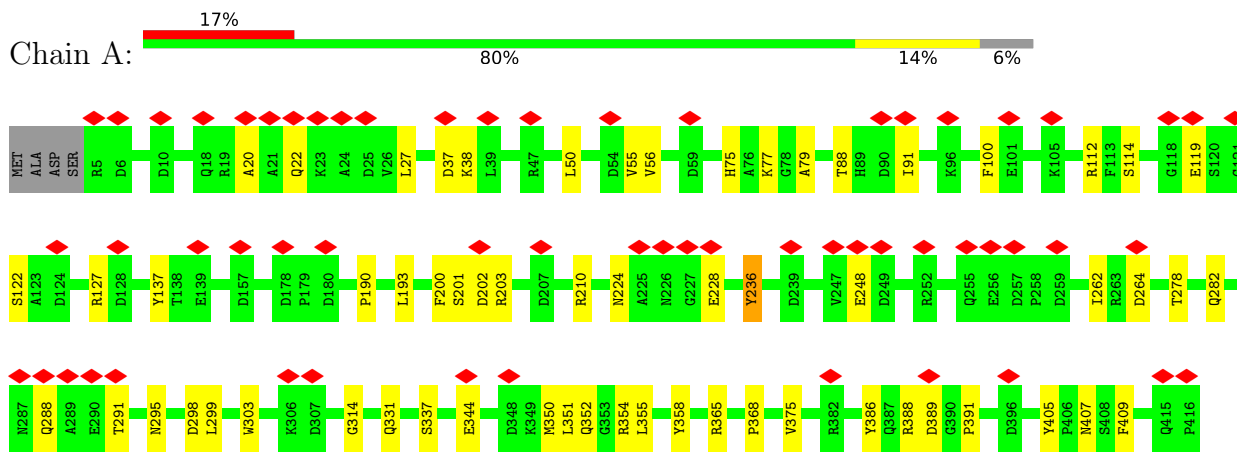 17%
Chain A:
80% 14% 6%
MET ALA ASP SER R5 D6 D10 Q18 R19 A20 A21 Q22 K23 A24 D25 V26 L27 D37 K38 L39 R47 L50 D54 V55 V56 D59 H75 A76 K77 G78 A79 T88 H89 D90 I91 K96 F100 E101 K105 R112 F113 S114 G118 E119 S120 G121
S122 A123 D124 R127 D128 Y137 T138 E139 D157 D178 P179 D180 P190 L193 F200 S201 D202 R203 D207 R210 N224 A225 N226 G227 E228 Y236 D239 V247 E248 D249 R252 Q255 E256 D257 P258 D259 I262 R263 D264 T278 Q282
N287 Q288 A289 E290 T291 N295 D298 L299 W303 K306 D307 G314 Q331 S337 E344 D348 K349 M350 L351 Q352 G353 R354 L355 Y358 R365 P368 V375 R382 Y386 Q387 R388 D389 G390 P391 D396 Y405 P406 N407 S408 F409 Q415 P416